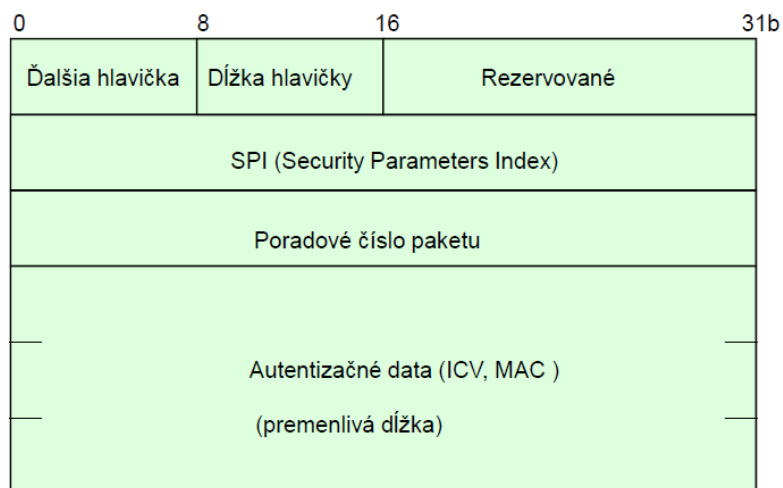 0 8 16 31b
Ďalšia hlavička Dĺžka hlavičky Rezervované
SPI (Security Parameters Index)
Poradové číslo paketu
Autentizačné data (ICV, MAC )
(premenlivá dĺžka)